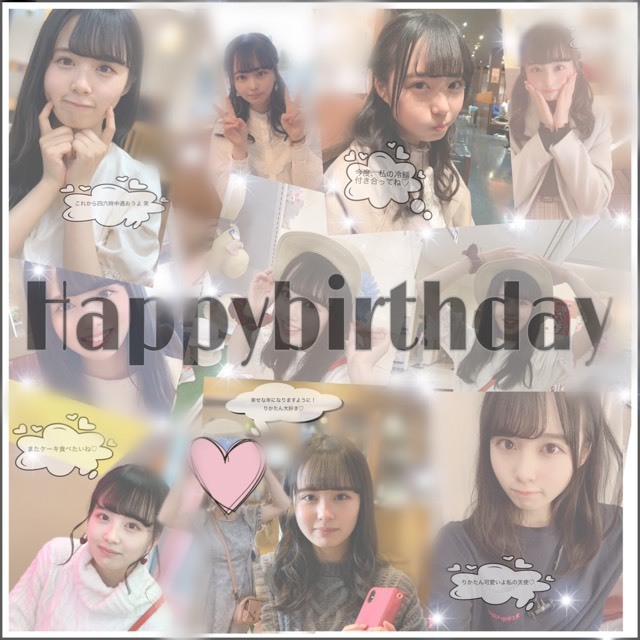 これから四六時中遇おうよ 笑
今度、私の冷麺
付き合ってね♡
Happybirthday
幸せな年になりますように！
りかたん大好き♡
またケーキ食べたいね♡
りかたん可愛いよ私の天使♡